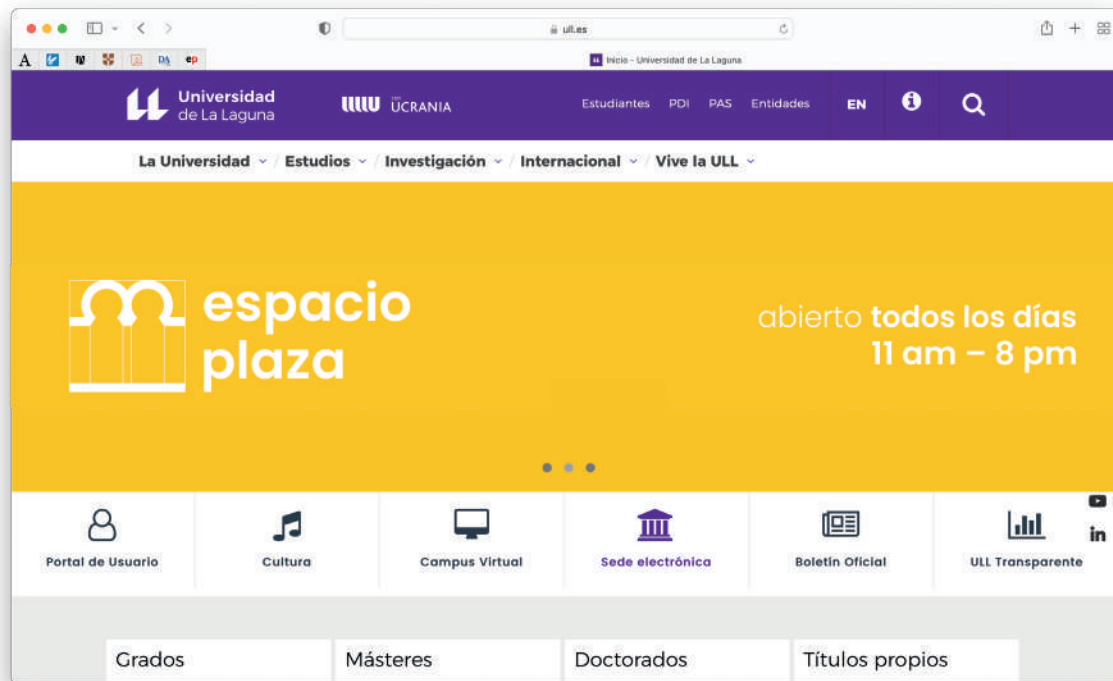 ull.es
Inicio - Universidad de La Laguna
Universidad
de La Laguna
UCRANIA
Estudiantes PDI PAS Entidades EN
La Universidad / Estudios / Investigación / Internacional / Vive la ULL
espacio
plaza
abierto todos los días
11 am – 8 pm
Portal de Usuario
Cultura
Campus Virtual
Sede electrónica
Boletín Oficial
ULL Transparente
in
Grados
Másteres
Doctorados
Títulos propios